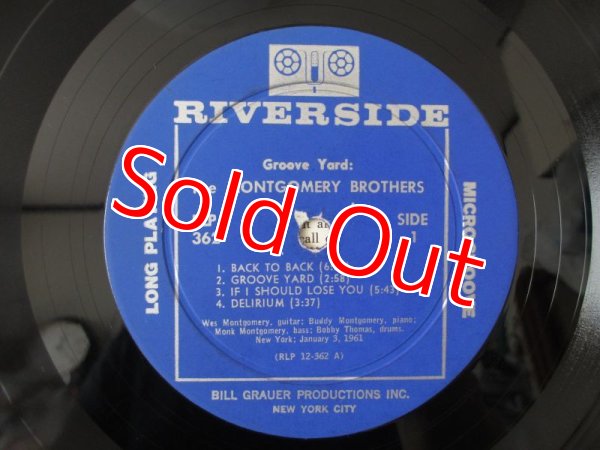 RIVERSIDE
Groove Yard:
MONTGOMERY BROTHERS
362
SIDE
1
LONG PLAYING
MICROGROOVE
Sold Out
1. BACK TO BACK
2. GROOVE YARD (2:58)
3. IF I SHOULD LOSE YOU (5:43)
4. DELIRIUM (3:37)
Wes Montgomery, guitar; Buddy Montgomery, piano;
Monk Montgomery, bass; Bobby Thomas, drums.
New York; January 3, 1961
(RLP 12-362 A)
BILL GRAUER PRODUCTIONS INC.
NEW YORK CITY